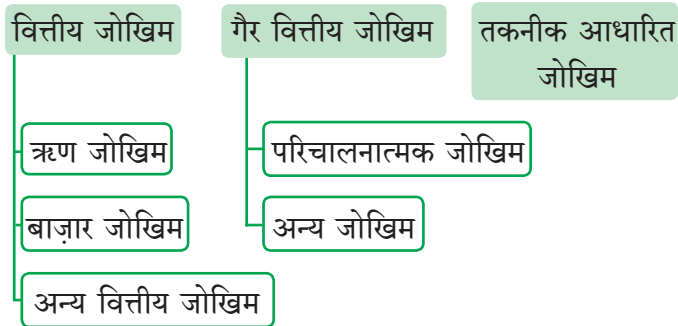 वित्तीय जोखिम
ऋण जोखिम
बाज़ार जोखिम
अन्य वित्तीय जोखिम
गैर वित्तीय जोखिम
परिचालनात्मक जोखिम
अन्य जोखिम
तकनीक आधारित
जोखिम